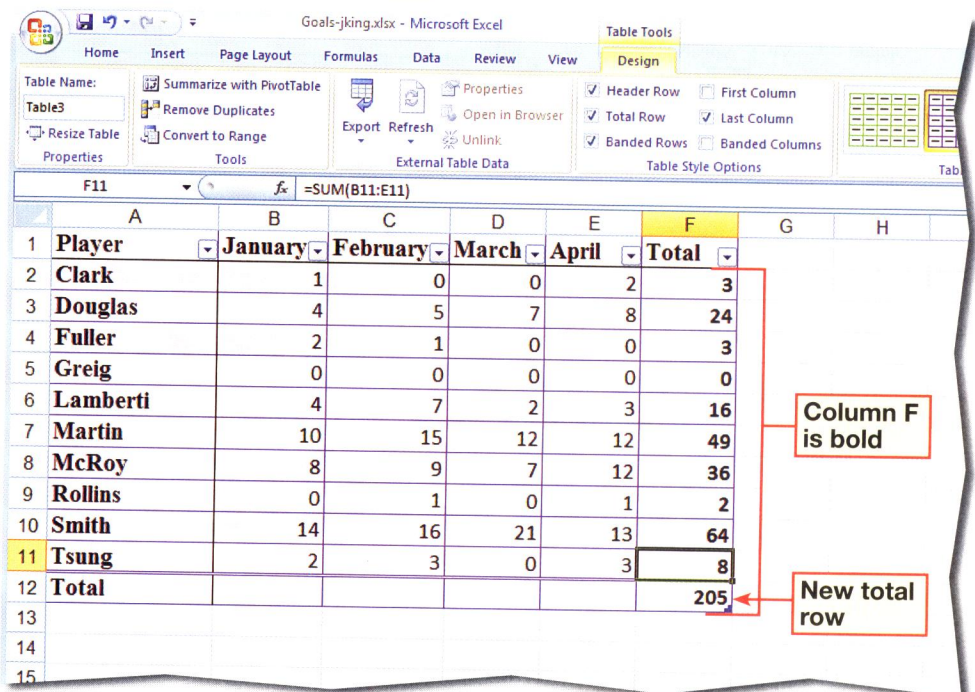 Goals-jking.xlsx - Microsoft Excel
Table Tools
Home Insert Page Layout Formulas Data Review View Design
Table Name:
Table3
Resize Table
Properties
Summarize with PivotTable
Remove Duplicates
Convert to Range
Tools
Export Refresh
Properties
Open in Browser
Unlink
External Table Data
Header Row First Column
Total Row Last Column
Banded Rows Banded Columns
Table Style Options
Tab
F11 fx =SUM(B11:E11)
A B C D E F G H
1 Player January February March April Total
2 Clark 1 0 0 2 3
3 Douglas 4 5 7 8 24
4 Fuller 2 1 0 0 3
5 Greig 0 0 0 0 0
6 Lamberti 4 7 2 3 16
7 Martin 10 15 12 12 49
8 McRoy 8 9 7 12 36
9 Rollins 0 1 0 1 2
10 Smith 14 16 21 13 64
11 Tsung 2 3 0 3 8
12 Total 205
13
14
15
Column F
is bold
New total
row